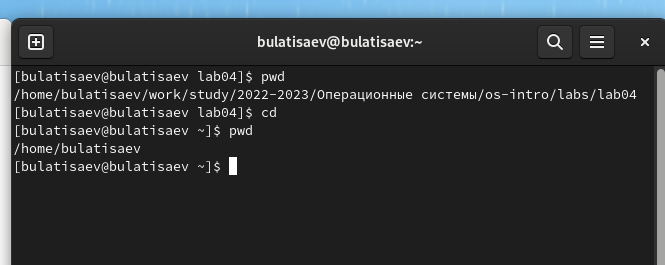 bulatisaev@bulatisaev:~
[bulatisaev@bulatisaev lab04]$ pwd
/home/bulatisaev/work/study/2022-2023/Операционные системы/os-intro/labs/lab04
[bulatisaev@bulatisaev lab04]$ cd
[bulatisaev@bulatisaev ~]$ pwd
/home/bulatisaev
[bulatisaev@bulatisaev ~]$